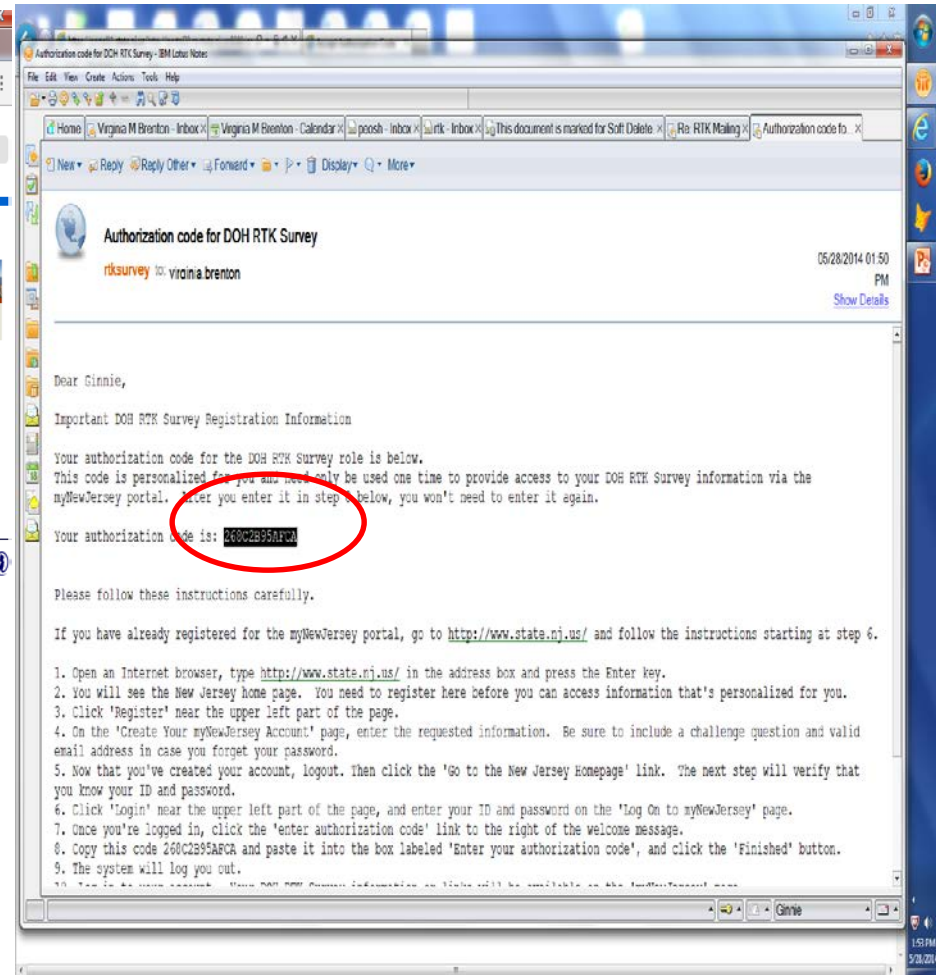 Authorization code for DOH RTK Survey - IBM Lotus Notes
File Edit View Create Actions Tools Help
Home Virginia M Brenton - Inbox Virginia M Brenton - Calendar peosh - Inbox rtk - Inbox This document is marked for Soft Delete Re: RTK Mailing Authorization code fo...
New Reply Reply Other Forward Display More
Authorization code for DOH RTK Survey
rtksurvey to: virginia.brenton
05/28/2014 01:50
PM
Show Details
Dear Ginnie,
Important DOH RTK Survey Registration Information
Your authorization code for the DOH RTK Survey role is below.
This code is personalized for you and need only be used one time to provide access to your DOH RTK Survey information via the
myNewJersey portal. After you enter it in step 8 below, you won't need to enter it again.
Your authorization code is: 268C2B95AFCA
Please follow these instructions carefully.
If you have already registered for the myNewJersey portal, go to http://www.state.nj.us/ and follow the instructions starting at step 6.
1. Open an Internet browser, type http://www.state.nj.us/ in the address box and press the Enter key.
2. You will see the New Jersey home page. You need to register here before you can access information that's personalized for you.
3. Click 'Register' near the upper left part of the page.
4. On the 'Create Your myNewJersey Account' page, enter the requested information. Be sure to include a challenge question and valid
email address in case you forget your password.
5. Now that you've created your account, logout. Then click the 'Go to the New Jersey Homepage' link. The next step will verify that
you know your ID and password.
6. Click 'Login' near the upper left part of the page, and enter your ID and password on the 'Log On to myNewJersey' page.
7. Once you're logged in, click the 'enter authorization code' link to the right of the welcome message.
8. Copy this code 268C2B95AFCA and paste it into the box labeled 'Enter your authorization code', and click the 'Finished' button.
9. The system will log you out.
Ginnie
1:53 PM